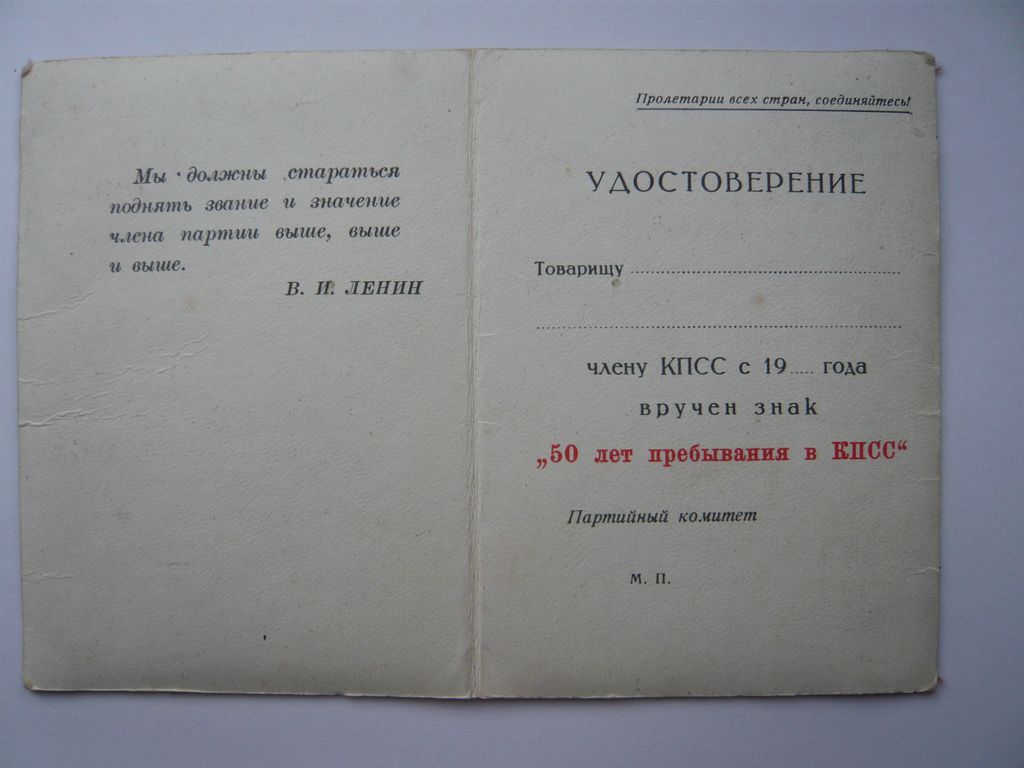 Мы должны стараться
поднять звание и значение
члена партии выше, выше
и выше.
В. И. ЛЕНИН
Пролетарии всех стран, соединяйтесь!
УДОСТОВЕРЕНИЕ
Товарищу
члену КПСС с 19..... года
вручен знак
„50 лет пребывания в КПСС“
Партийный комитет
М. П.